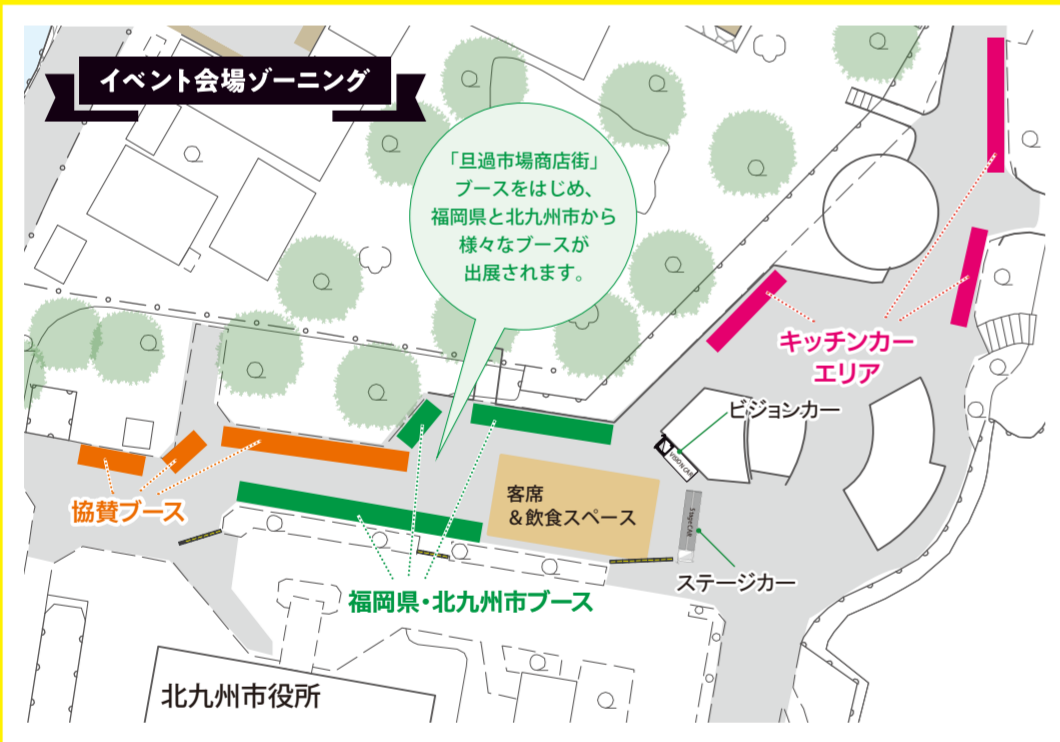 イベント会場ゾーニング
「旦過市場商店街」
ブースをはじめ、
福岡県と北九州市から
様々なブースが
出展されます。
キッチンカー
エリア
ビジョンカー
VISION CAR
客席
&飲食スペース
StageCAR
協賛ブース
ステージカー
福岡県・北九州市ブース
北九州市役所